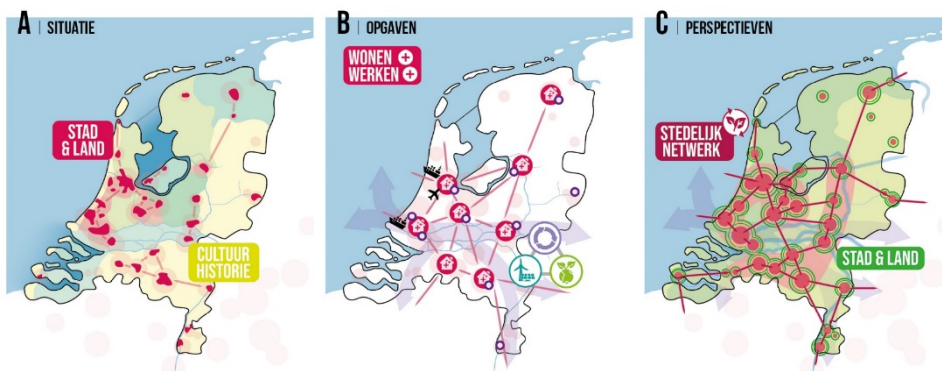 A | SITUATIE
STAD
& LAND
CULTUUR
HISTORIE
B | OPGAVEN
WONEN +
WERKEN +
C | PERSPECTIEVEN
STEDELIJK
NETWERK
STAD & LAND